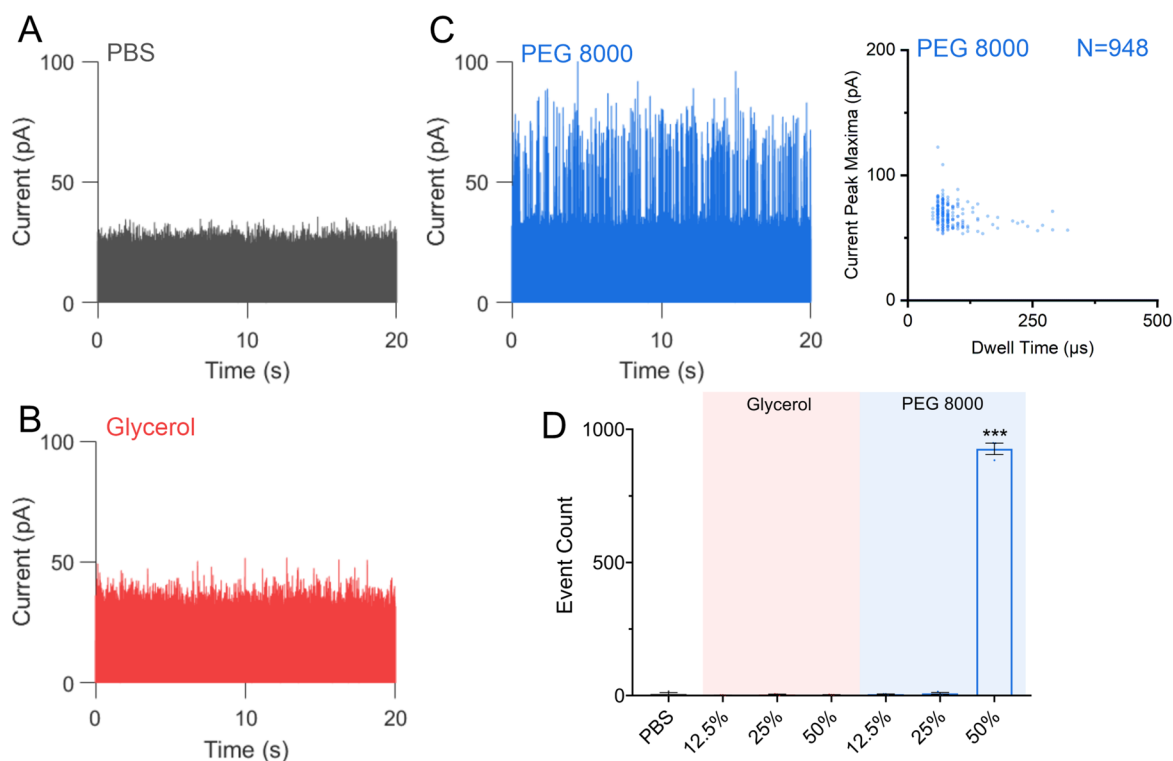 A
PBS
100
50
0
Current (pA)
0
10
20
Time (s)
C
PEG 8000
100
50
0
Current (pA)
0
10
20
Time (s)
PEG 8000 N=948
200
100
0
Current Peak Maxima (pA)
0
250
500
Dwell Time (µs)
B
Glycerol
100
50
0
Current (pA)
0
10
20
Time (s)
D
Glycerol
PEG 8000
***
1000
500
0
Event Count
PBS
12.5%
25%
50%
12.5%
25%
50%